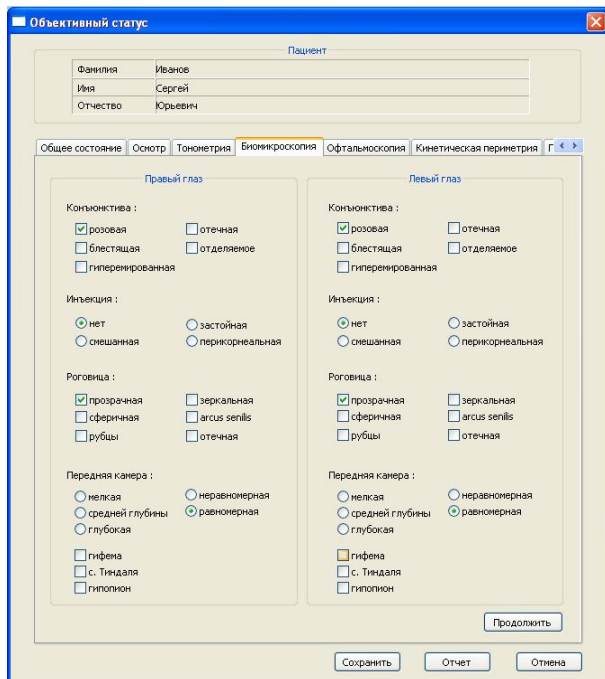 Объективный статус
Пациент
Фамилия Иванов
Имя Сергей
Отчество Юрьевич
Общее состояние Осмотр Тонометрия Биомикроскопия Офтальмоскопия Кинетическая периметрия
Правый глаз
Конъюнктива :
розовая отечная
блестящая отделяемое
гиперемированная
Инъекция :
нет застойная
смешанная перикорнеальная
Роговица :
прозрачная зеркальная
сферичная arcus senilis
рубцы отечная
Передняя камера :
мелкая неравномерная
средней глубины равномерная
глубокая
гифема
с. Тиндаля
гипопион
Левый глаз
Конъюнктива :
розовая отечная
блестящая отделяемое
гиперемированная
Инъекция :
нет застойная
смешанная перикорнеальная
Роговица :
прозрачная зеркальная
сферичная arcus senilis
рубцы отечная
Передняя камера :
мелкая неравномерная
средней глубины равномерная
глубокая
гифема
с. Тиндаля
гипопион
Продолжить
Сохранить Отчет Отмена